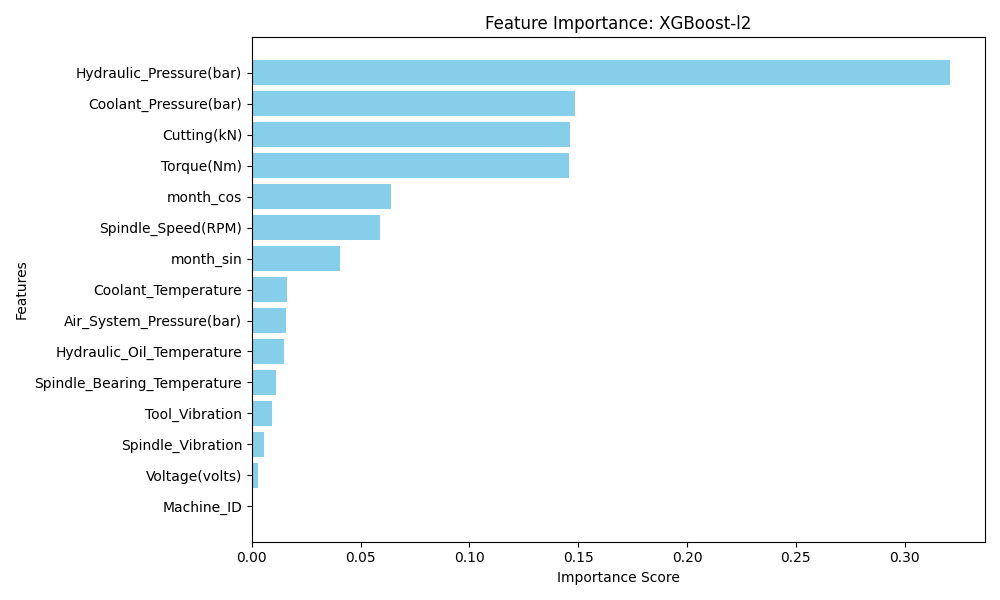 Feature Importance: XGBoost-l2
Hydraulic_Pressure(bar)
Coolant_Pressure(bar)
Cutting(kN)
Torque(Nm)
month_cos
Spindle_Speed(RPM)
month_sin
Coolant_Temperature
Air_System_Pressure(bar)
Hydraulic_Oil_Temperature
Spindle_Bearing_Temperature
Tool_Vibration
Spindle_Vibration
Voltage(volts)
Machine_ID
Features
0.00 0.05 0.10 0.15 0.20 0.25 0.30
Importance Score